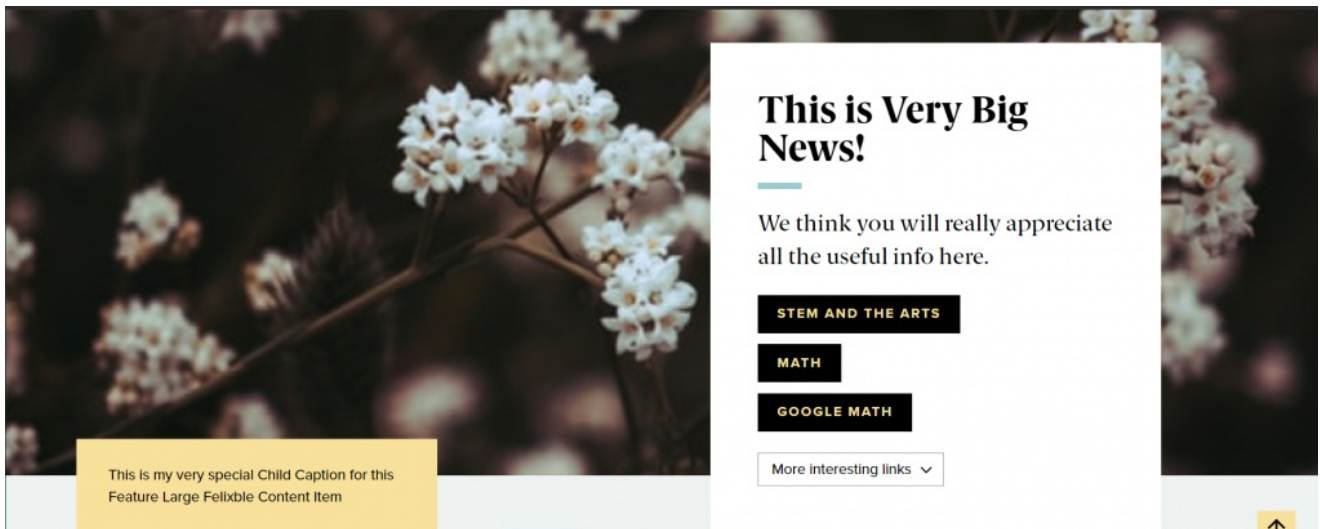 This is Very Big
News!
We think you will really appreciate
all the useful info here.
STEM AND THE ARTS
MATH
GOOGLE MATH
More interesting links
This is my very special Child Caption for this
Feature Large Felixble Content Item